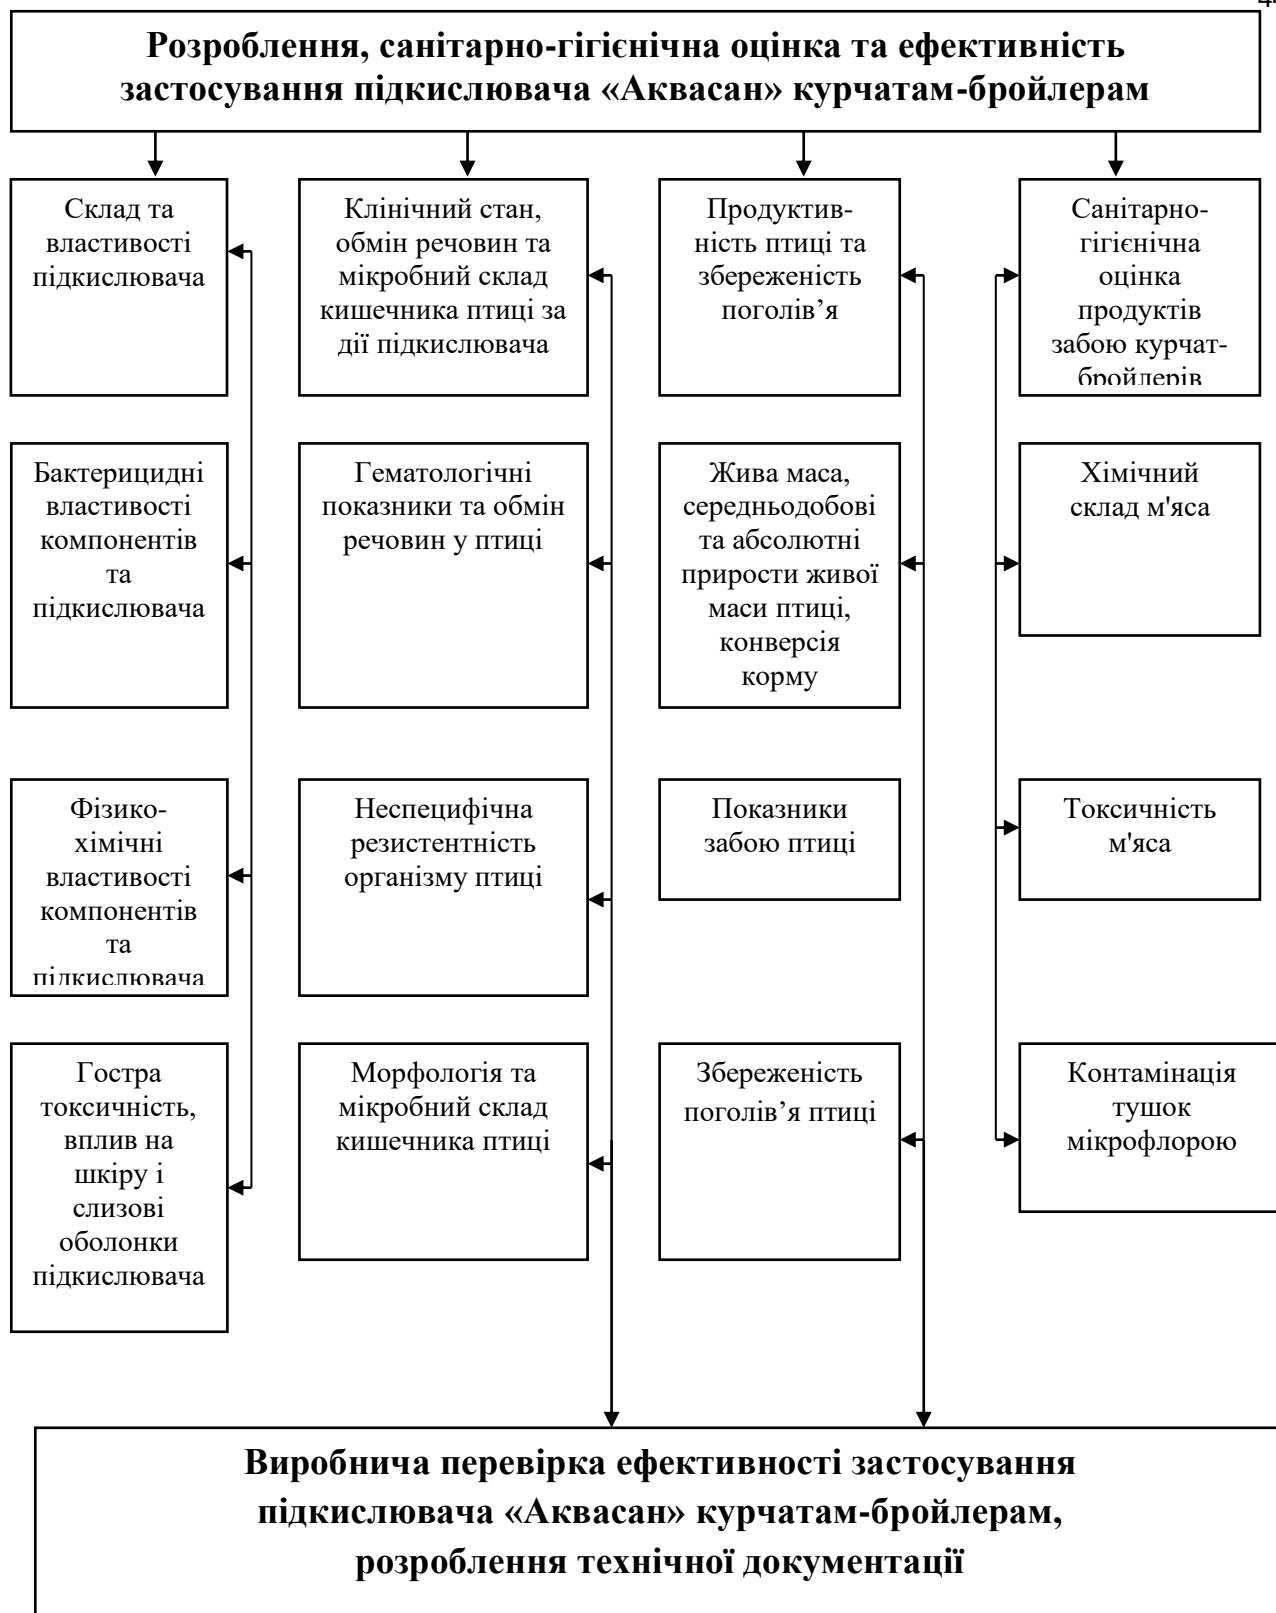 Розроблення, санітарно-гігієнічна оцінка та ефективність
застосування підкислювача «Аквасан» курчатам-бройлерам
Склад та
властивості
підкислювача
Клінічний стан,
обмін речовин та
мікробний склад
кишечника птиці за
дії підкислювача
Продуктив-
ність птиці та
збереженість
поголів’я
Санітарно-
гігієнічна
оцінка
продуктів
забою курчат-
бройлерів
Бактерицидні
властивості
компонентів
та
підкислювача
Гематологічні
показники та обмін
речовин у птиці
Жива маса,
середньодобові
та абсолютні
прирости живої
маси птиці,
конверсія
корму
Хімічний
склад м'яса
Фізико-
хімічні
властивості
компонентів
та
підкислювача
Неспецифічна
резистентність
організму птиці
Показники
забою птиці
Токсичність
м'яса
Гостра
токсичність,
вплив на
шкіру і
слизові
оболонки
підкислювача
Морфологія та
мікробний склад
кишечника птиці
Збереженість
поголів’я птиці
Контамінація
тушок
мікрофлорою
Виробнича перевірка ефективності застосування
підкислювача «Аквасан» курчатам-бройлерам,
розроблення технічної документації